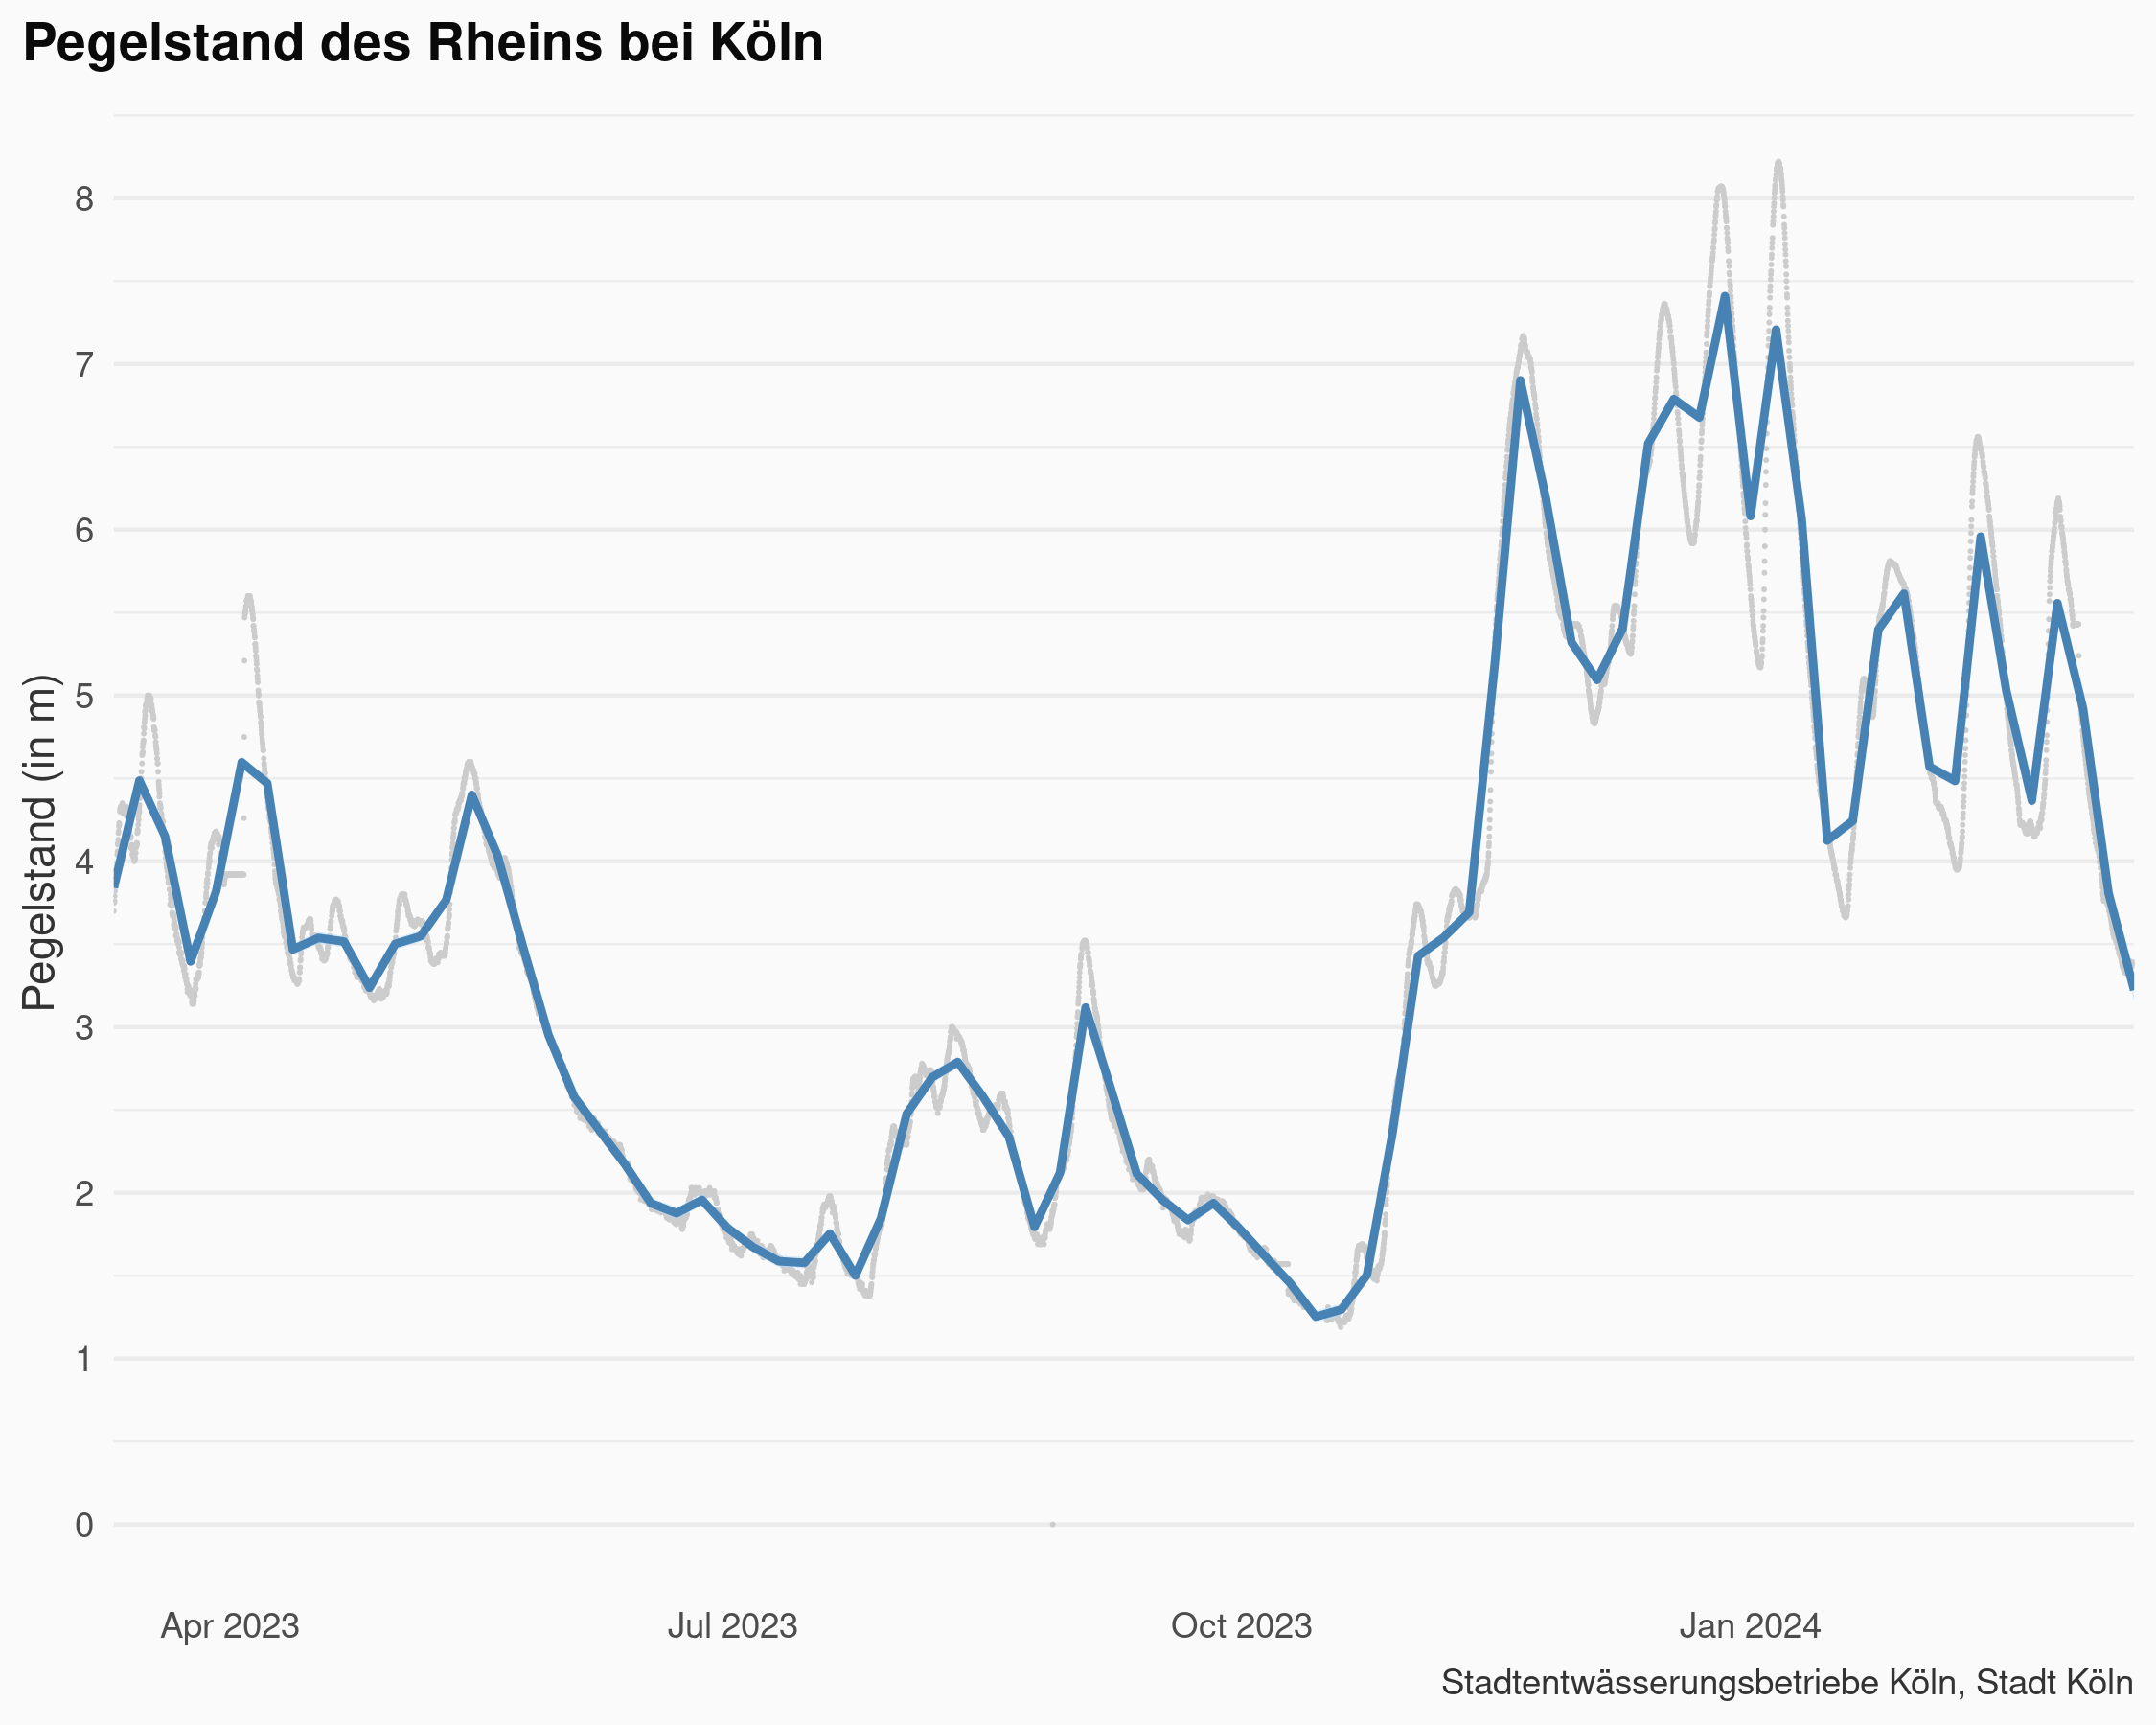 Pegelstand des Rheins bei Köln
Pegelstand (in m)
8
7
6
5
4
3
2
1
0
Apr 2023
Jul 2023
Oct 2023
Jan 2024
Stadtentwässerungsbetriebe Köln, Stadt Köln